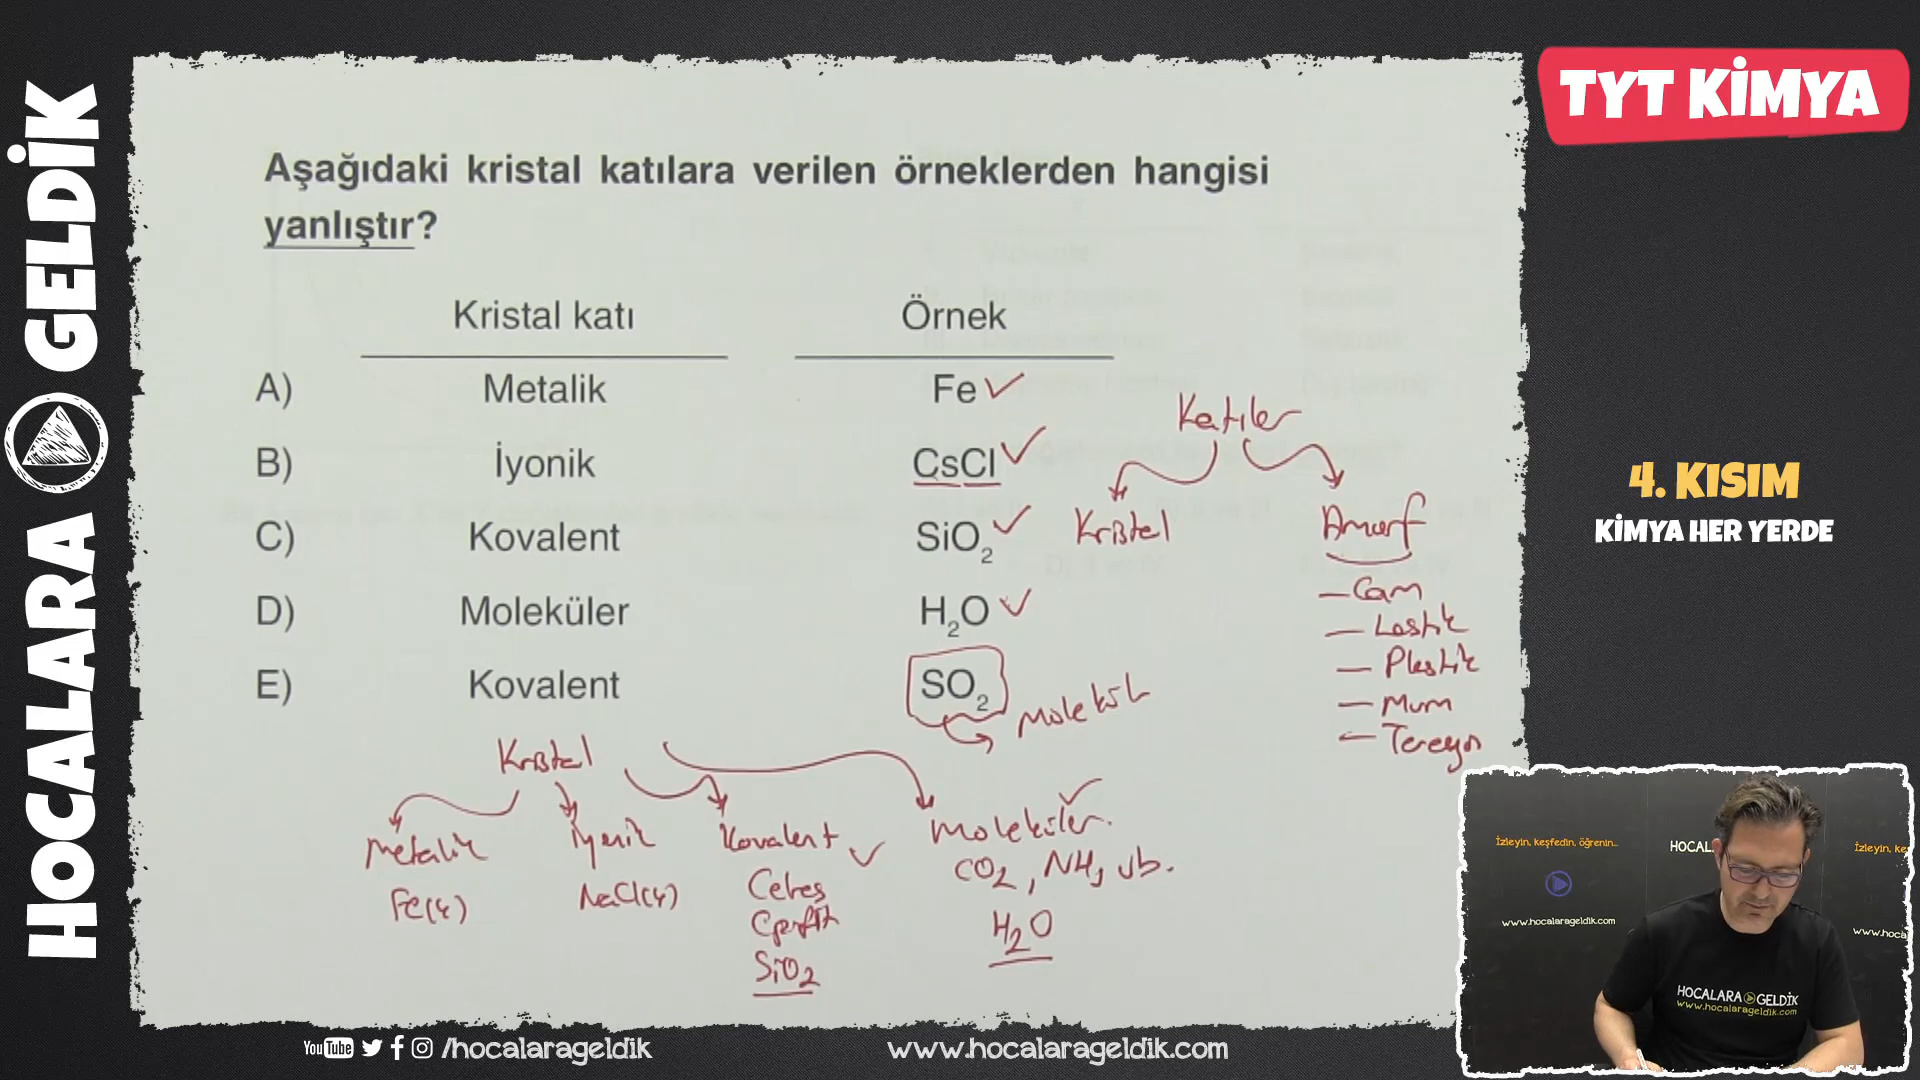 HOCALARA GELDİK
TYT KİMYA
4. KISIM
KİMYA HER YERDE
Aşağıdaki kristal katılara verilen örneklerden hangisi
yanlıştır?
Kristal katı Örnek
A) Metalik Fe
B) İyonik CsCl
C) Kovalent SiO2
D) Moleküler H2O
E) Kovalent SO2
Molekül
Katılar
Kristal Amorf
— Cam
— Lastik
— Plastik
— Mum
— Tereyağ
Kristal
Metalik İyonik Kovalent Moleküler.
Fe(k) NaCl(k) Elmas CO2, NH3 vb.
Grafit H2O
SiO2
İzleyin, keşfedin, öğrenin...
www.hocalarageldik.com
HOCALARA GELDİK
www.hocalarageldik.com
YouTube /hocalarageldik
www.hocalarageldik.com